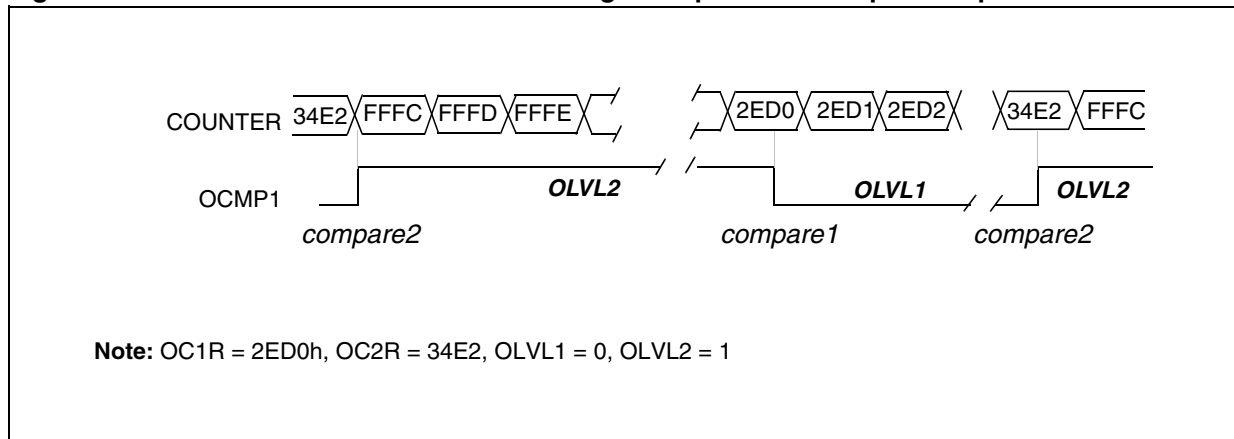 COUNTER 34E2 FFFC FFFD FFFE 2ED0 2ED1 2ED2 34E2 FFFC
OCMP1 OLVL2 OLVL1 OLVL2
compare2 compare1 compare2
Note: OC1R = 2ED0h, OC2R = 34E2, OLVL1 = 0, OLVL2 = 1